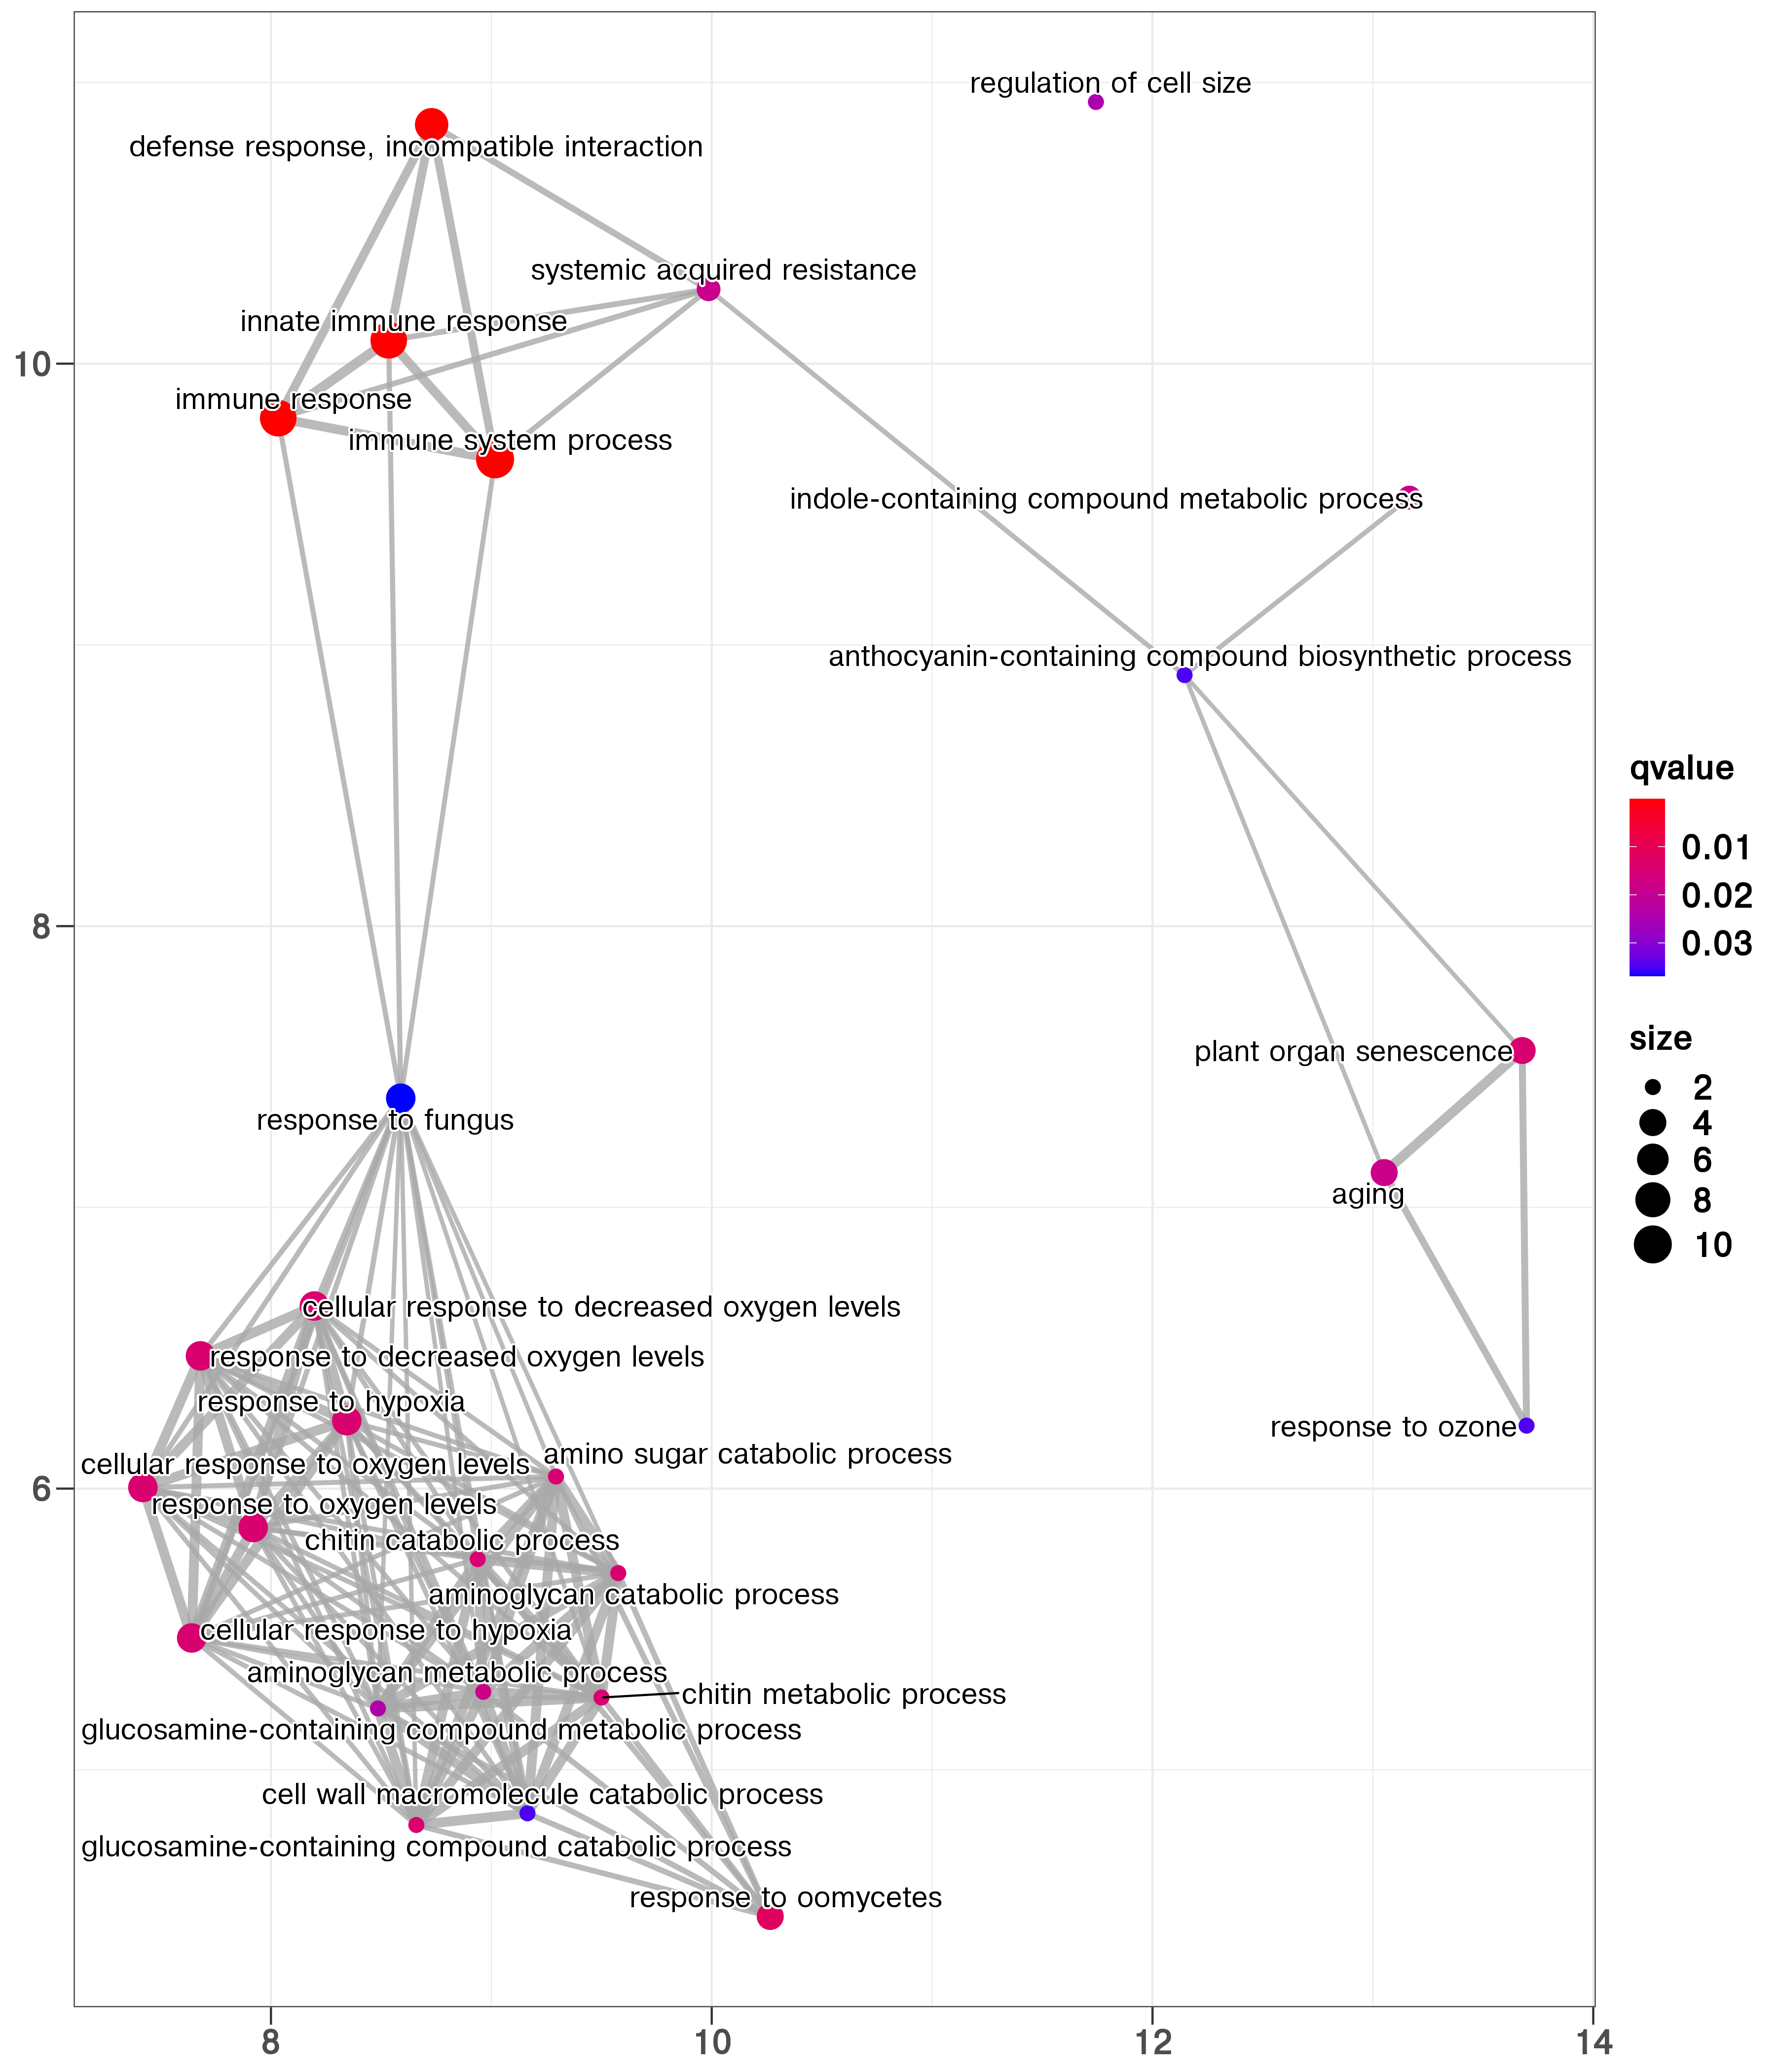 regulation of cell size
defense response, incompatible interaction
systemic acquired resistance
innate immune response
10
immune response
immune system process
indole-containing compound metabolic process
anthocyanin-containing compound biosynthetic process
qvalue
0.01
0.02
0.03
8
size
2
4
6
8
10
plant organ senescence
response to fungus
aging
cellular response to decreased oxygen levels
response to decreased oxygen levels
response to hypoxia
response to ozone
amino sugar catabolic process
cellular response to oxygen levels
6
response to oxygen levels
chitin catabolic process
aminoglycan catabolic process
cellular response to hypoxia
aminoglycan metabolic process
chitin metabolic process
glucosamine-containing compound metabolic process
cell wall macromolecule catabolic process
glucosamine-containing compound catabolic process
response to oomycetes
8
10
12
14